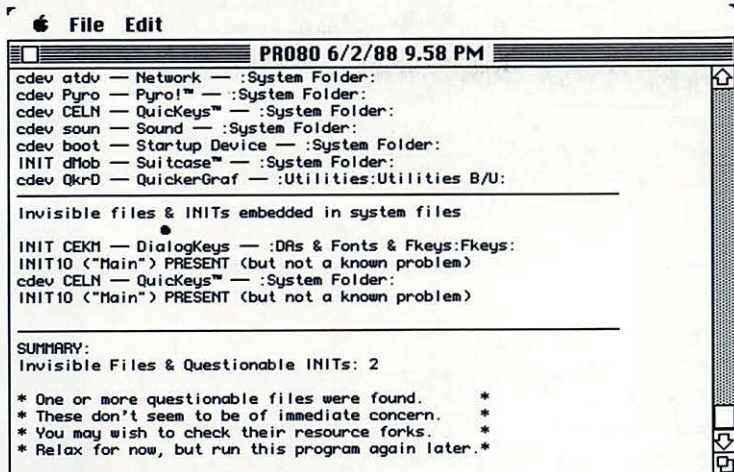 File Edit
PRO80 6/2/88 9.58 PM
cdev atdv — Network — :System Folder:
cdev Pyro — Pyro!™ — :System Folder:
cdev CELN — QuicKeys™ — :System Folder:
cdev soun — Sound — :System Folder:
cdev boot — Startup Device — :System Folder:
INIT dMob — Suitcase™ — :System Folder:
cdev QkrD — QuickerGraf — :Utilities:Utilities B/U:
Invisible files & INITs embedded in system files
INIT CEKM — DialogKeys — :DAs & Fonts & Fkeys:Fkeys:
INIT10 ("Main") PRESENT (but not a known problem)
cdev CELN — QuicKeys™ — :System Folder:
INIT10 ("Main") PRESENT (but not a known problem)
SUMMARY:
Invisible Files & Questionable INITs: 2
* One or more questionable files were found. *
* These don't seem to be of immediate concern. *
* You may wish to check their resource forks. *
* Relax for now, but run this program again later.*